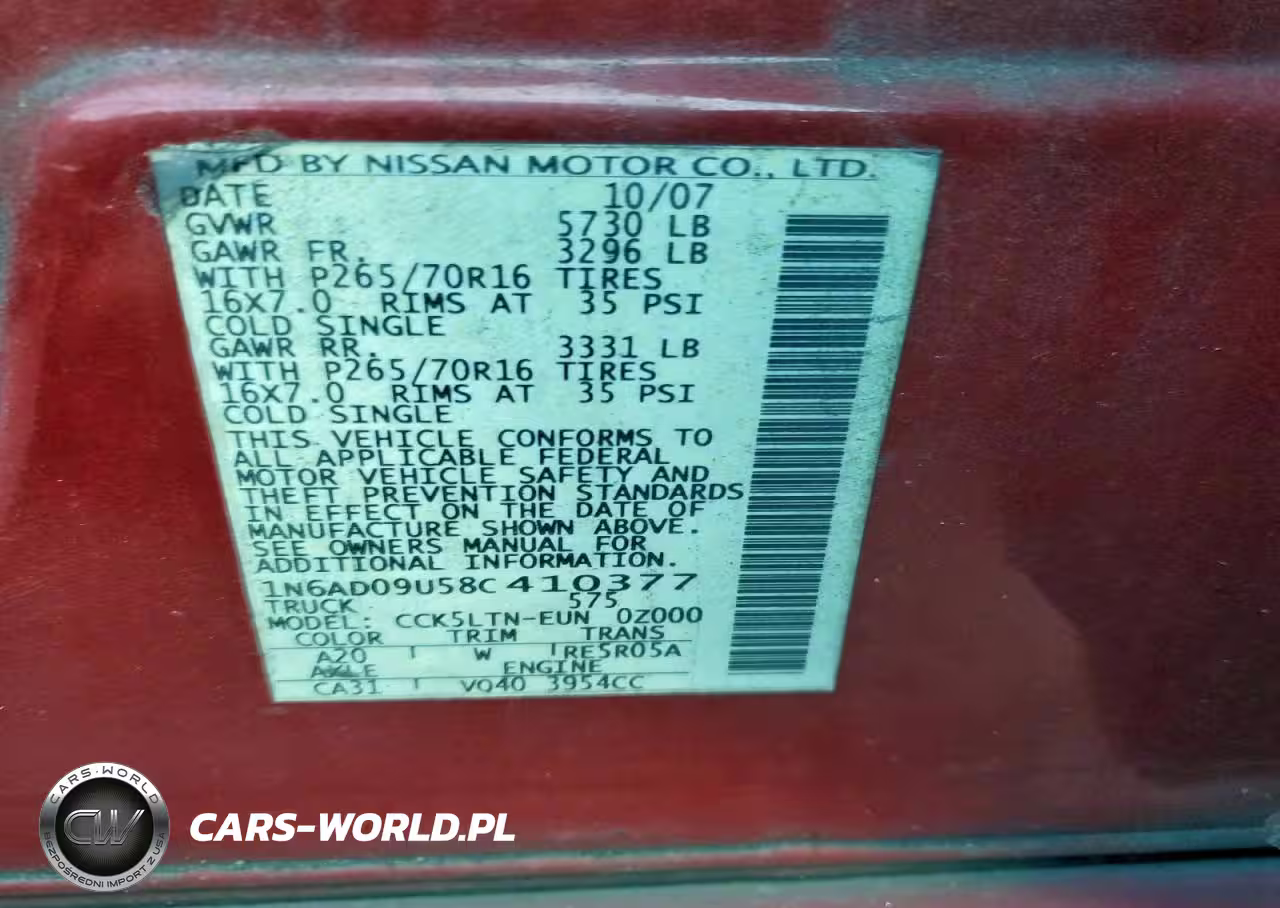 MFD BY NISSAN MOTOR CO., LTD.
DATE 10/07
GVWR 5730 LB
GAWR FR. 3296 LB
WITH P265/70R16 TIRES
16X7.0 RIMS AT 35 PSI
COLD SINGLE
GAWR RR. 3331 LB
WITH P265/70R16 TIRES
16X7.0 RIMS AT 35 PSI
COLD SINGLE
THIS VEHICLE CONFORMS TO
ALL APPLICABLE FEDERAL
MOTOR VEHICLE SAFETY AND
THEFT PREVENTION STANDARDS
IN EFFECT ON THE DATE OF
MANUFACTURE SHOWN ABOVE.
SEE OWNERS MANUAL FOR
ADDITIONAL INFORMATION.
1N6AD09U58C410377
TRUCK 575
MODEL: CCK5LTN-EUN 0Z000
COLOR TRIM TRANS
A20 W RE5R05A
AXLE ENGINE
CA31 VQ40 3954CC
CARS-WORLD
CW
BEZPOŚREDNI IMPORT Z USA
CARS-WORLD.PL